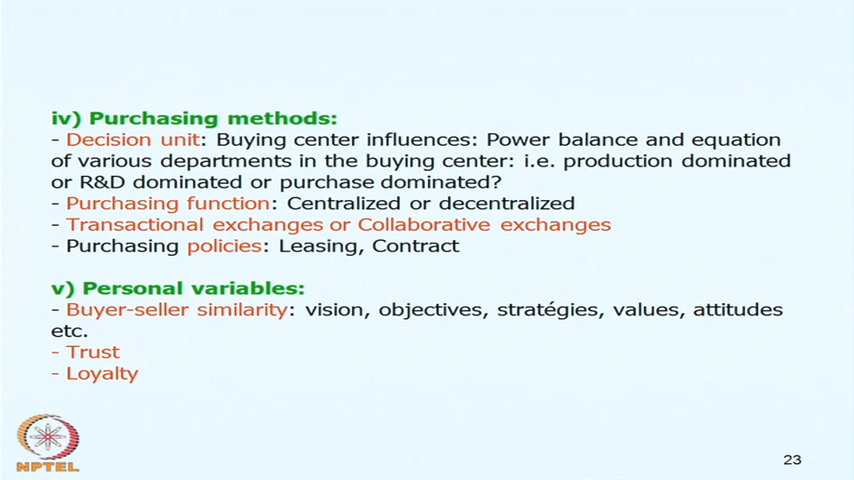 iv) Purchasing methods:
- Decision unit: Buying center influences: Power balance and equation
of various departments in the buying center: i.e. production dominated
or R&D dominated or purchase dominated?
- Purchasing function: Centralized or decentralized
- Transactional exchanges or Collaborative exchanges
- Purchasing policies: Leasing, Contract
v) Personal variables:
- Buyer-seller similarity: vision, objectives, stratégies, values, attitudes
etc.
- Trust
- Loyalty
NPTEL
23